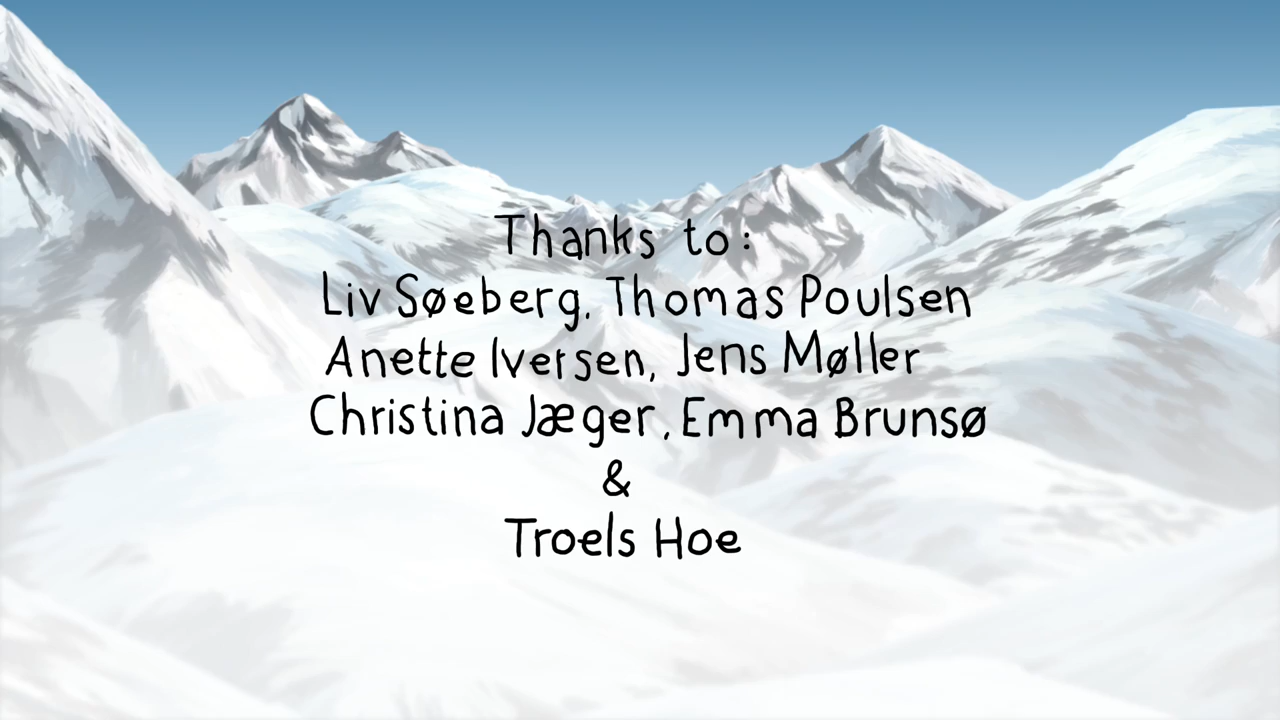 Thanks to:
Liv Søeberg, Thomas Poulsen
Anette Iversen, Jens Møller
Christina Jæger, Emma Brunsø
&
Troels Hoe